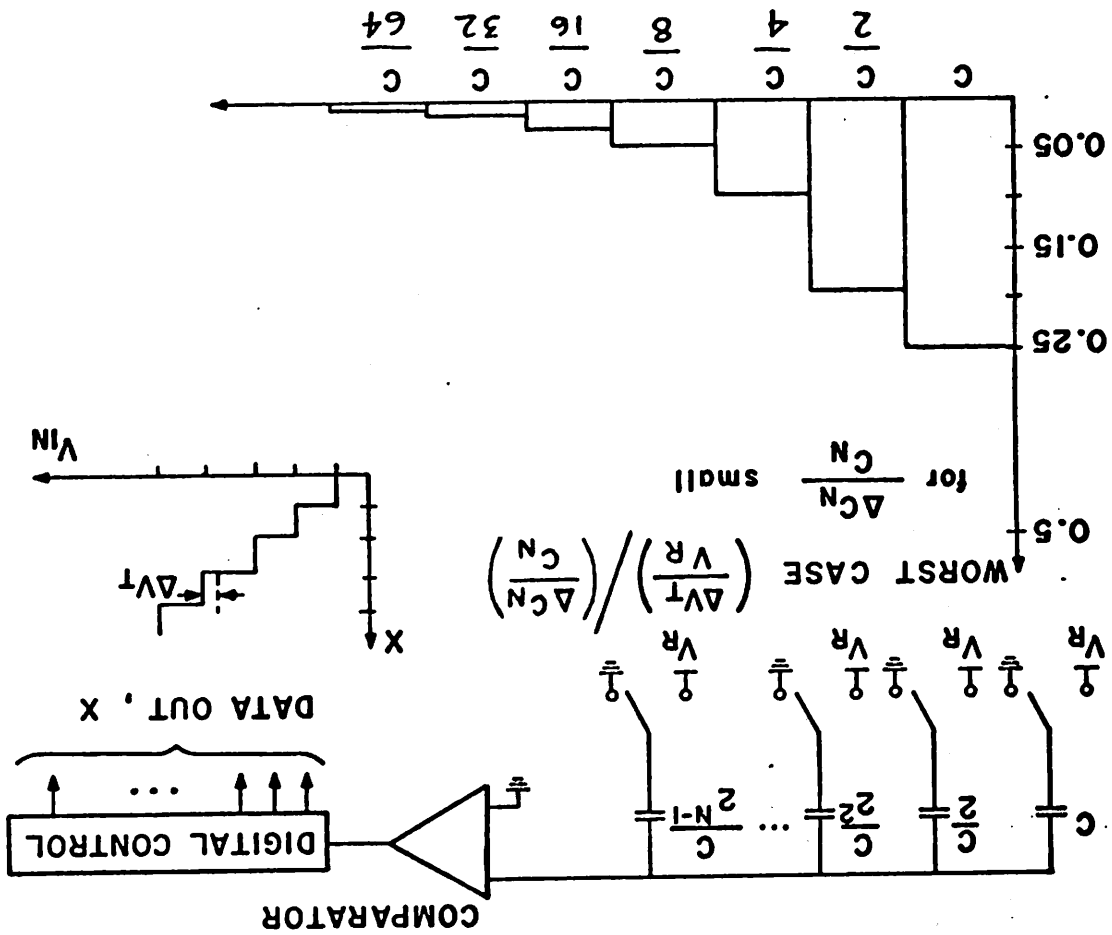 COMPARATOR
C C/2 C/2² ... C/2^(N-1)
DIGITAL CONTROL
...
DATA OUT, X
V_R V_R V_R V_R
X
WORST CASE (ΔV_T/V_R)/(ΔC_N/C_N)
ΔV_T
0.5
for ΔC_N/C_N small
V_IN
0.25
0.15
0.05
C C/2 C/4 C/8 C/16 C/32 C/64